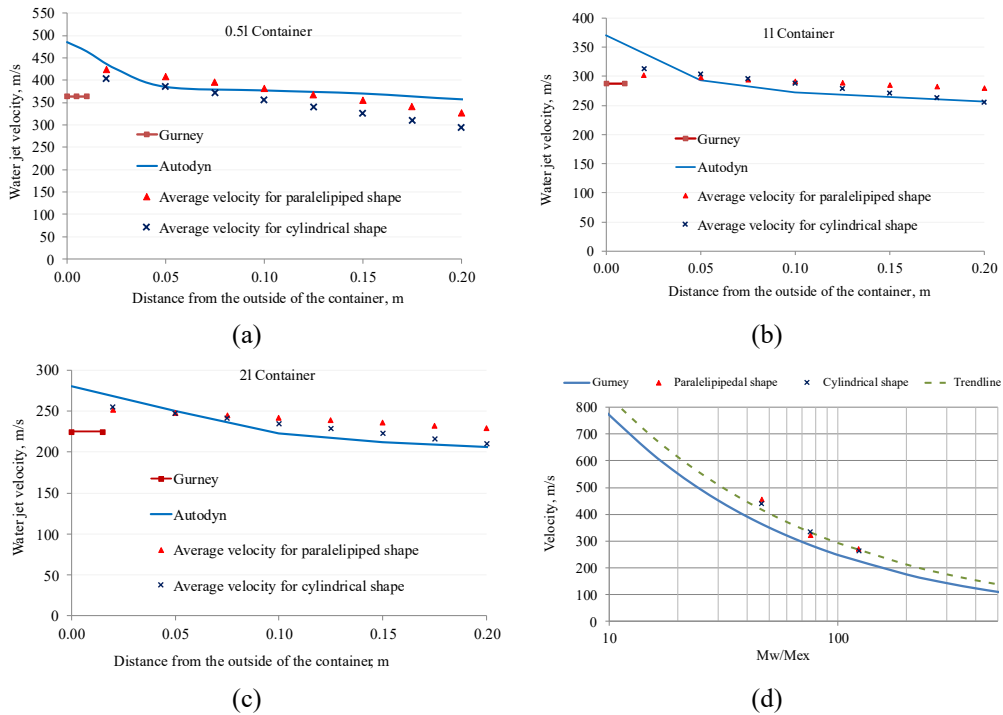 0.5l Container
550
500
450
400
350
300
250
200
150
100
50
0
Water jet velocity, m/s
Gurney
Autodyn
Average velocity for paralelipiped shape
Average velocity for cylindrical shape
0.00 0.05 0.10 0.15 0.20
Distance from the outside of the container, m
(a)
1l Container
400
350
300
250
200
150
100
50
0
Water jet velocity, m/s
Gurney
Autodyn
Average velocity for paralelipiped shape
Average velocity for cylindrical shape
0.00 0.05 0.10 0.15 0.20
Distance from the outside of the container, m
(b)
2l Container
300
250
200
150
100
50
0
Water jet velocity, m/s
Gurney
Autodyn
Average velocity for paralelipiped shape
Average velocity for cylindrical shape
0.00 0.05 0.10 0.15 0.20
Distance from the outside of the container, m
(c)
Gurney Paralelipipedal shape Cylindrical shape Trendline
800
700
600
500
400
300
200
100
0
Velocity, m/s
10 100
Mw/Mex
(d)